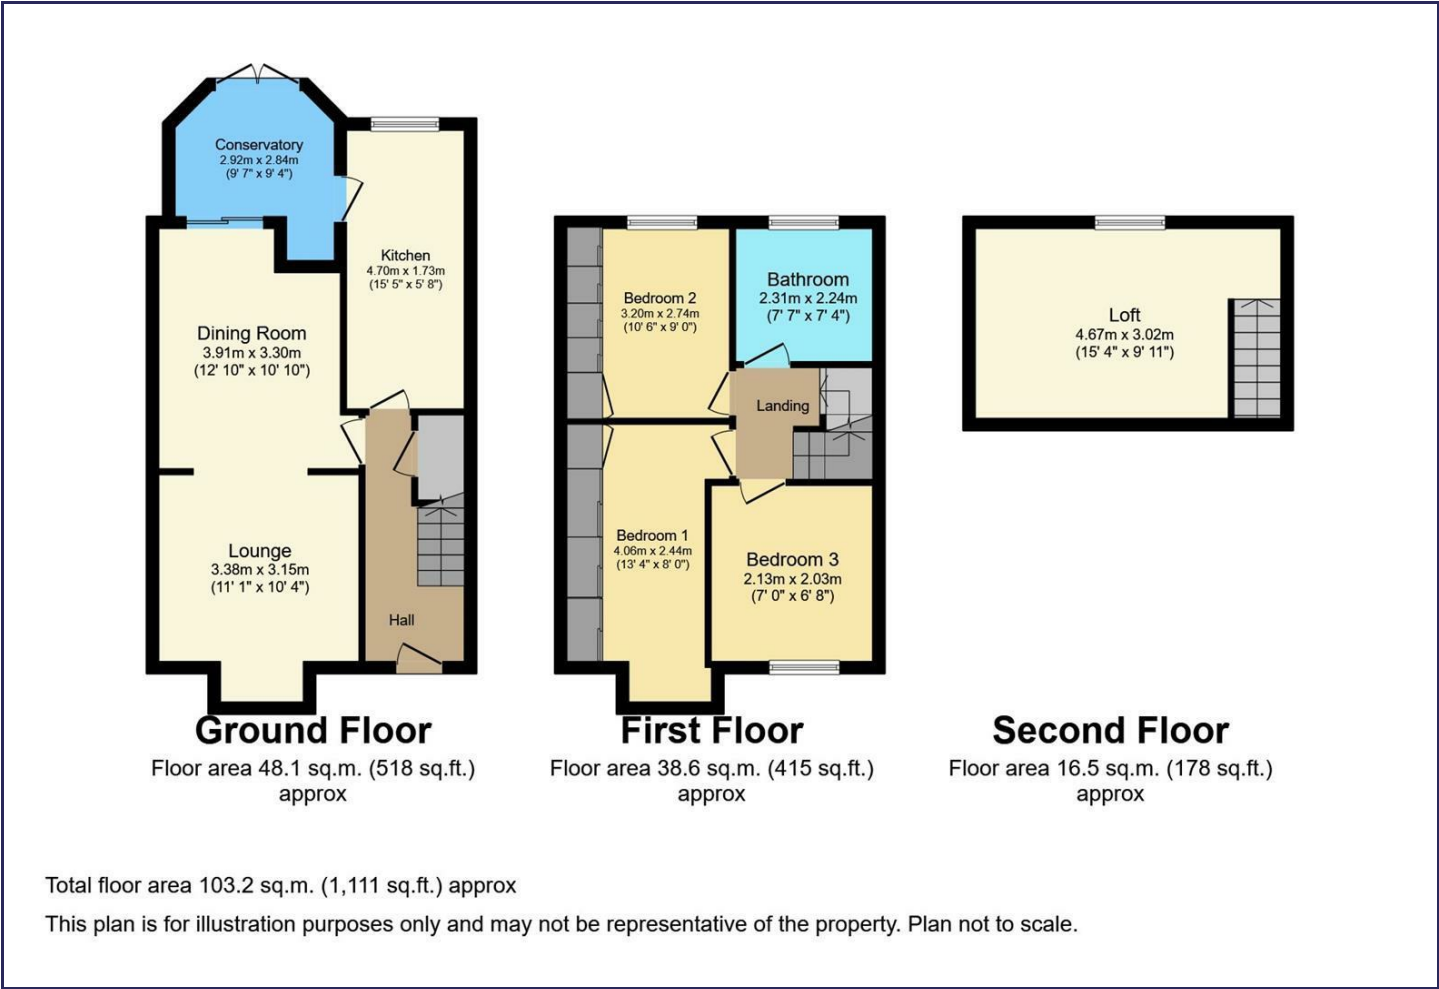 Conservatory
2.92m x 2.84m
(9' 7" x 9' 4")
Kitchen
4.70m x 1.73m
(15' 5" x 5' 8")
Dining Room
3.91m x 3.30m
(12' 10" x 10' 10")
Lounge
3.38m x 3.15m
(11' 1" x 10' 4")
Hall
Ground Floor
Floor area 48.1 sq.m. (518 sq.ft.)
approx
Bedroom 2
3.20m x 2.74m
(10' 6" x 9' 0")
Bathroom
2.31m x 2.24m
(7' 7" x 7' 4")
Landing
Bedroom 1
4.06m x 2.44m
(13' 4" x 8' 0")
Bedroom 3
2.13m x 2.03m
(7' 0" x 6' 8")
First Floor
Floor area 38.6 sq.m. (415 sq.ft.)
approx
Loft
4.67m x 3.02m
(15' 4" x 9' 11")
Second Floor
Floor area 16.5 sq.m. (178 sq.ft.)
approx
Total floor area 103.2 sq.m. (1,111 sq.ft.) approx
This plan is for illustration purposes only and may not be representative of the property. Plan not to scale.